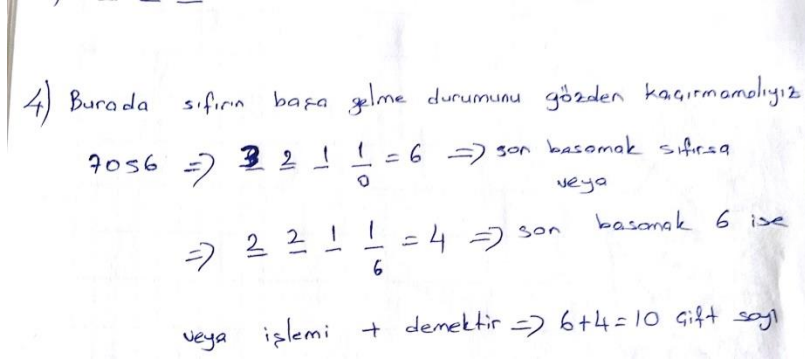 4) Burada sıfırın başa gelme durumunu gözden kaçırmamalıyız
7056 => 3 2 1 1 = 6 => son basamak sıfırsa
0 veya
=> 2 2 1 1 = 4 => son basamak 6 ise
6
veya işlemi + demektir => 6+4=10 çift sayı